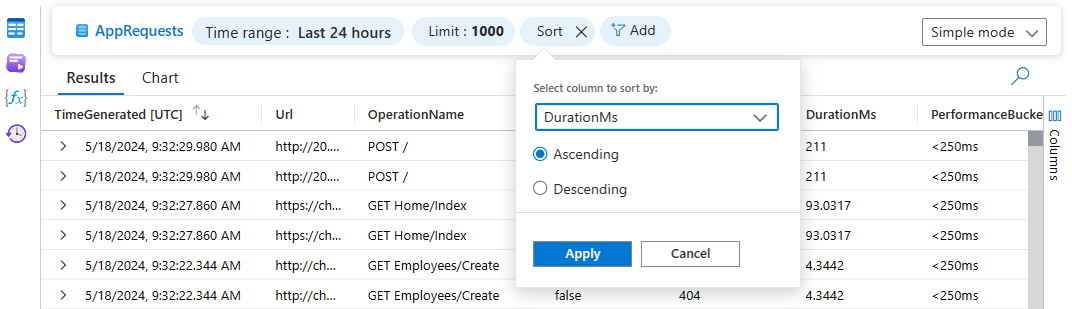 AppRequests Time range : Last 24 hours Limit : 1000 Sort Add Simple mode
{fx}
Results Chart
Select column to sort by:
TimeGenerated [UTC] Url OperationName DurationMs DurationMs PerformanceBucke
Ascending
5/18/2024, 9:32:29.980 AM http://20.... POST / 211 <250ms
5/18/2024, 9:32:29.980 AM http://20.... POST / Descending 211 <250ms
5/18/2024, 9:32:27.860 AM https://ch... GET Home/Index 93.0317 <250ms
5/18/2024, 9:32:27.860 AM https://ch... GET Home/Index 93.0317 <250ms
Apply Cancel
5/18/2024, 9:32:22.344 AM http://ch... GET Employees/Create 4.3442 <250ms
5/18/2024, 9:32:22.344 AM http://ch... GET Employees/Create false 404 4.3442 <250ms
Columns